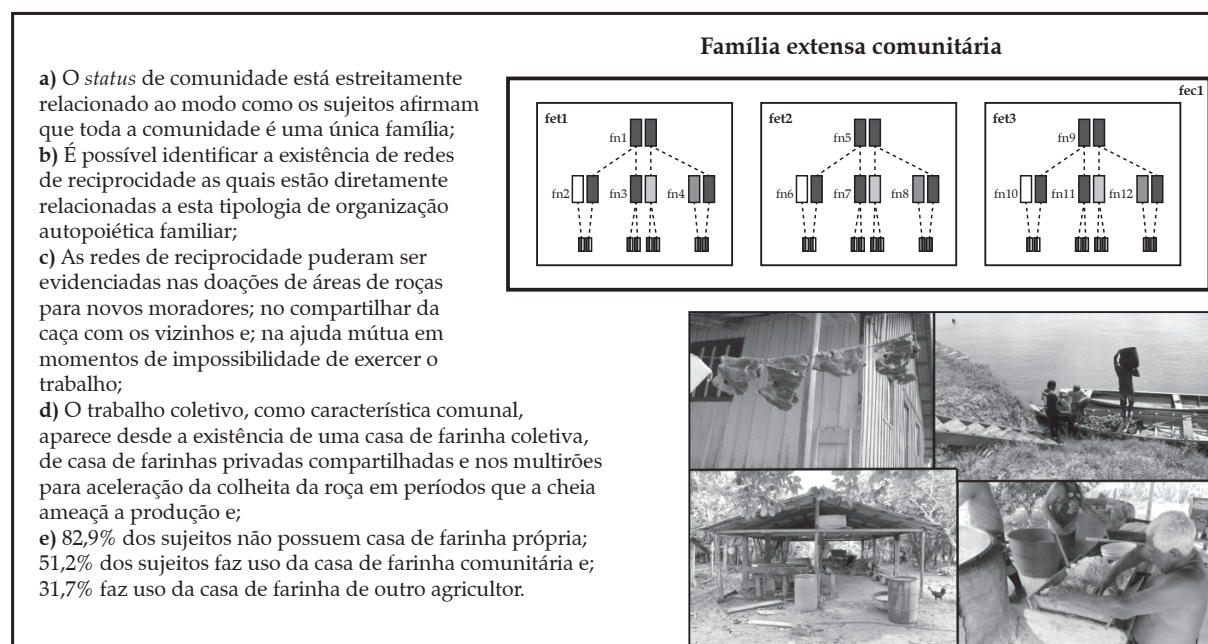 Família extensa comunitária
a) O status de comunidade está estreitamente
relacionado ao modo como os sujeitos afirmam
que toda a comunidade é uma única família;
b) É possível identificar a existência de redes
de reciprocidade as quais estão diretamente
relacionadas a esta tipologia de organização
autopoiética familiar;
c) As redes de reciprocidade puderam ser
evidenciadas nas doações de áreas de roças
para novos moradores; no compartilhar da
caça com os vizinhos e; na ajuda mútua em
momentos de impossibilidade de exercer o
trabalho;
d) O trabalho coletivo, como característica comunal,
aparece desde a existência de uma casa de farinha coletiva,
de casa de farinhas privadas compartilhadas e nos multirões
para aceleração da colheita da roça em períodos que a cheia
ameaçã a produção e;
e) 82,9% dos sujeitos não possuem casa de farinha própria;
51,2% dos sujeitos faz uso da casa de farinha comunitária e;
31,7% faz uso da casa de farinha de outro agricultor.
fec1
fet1
fn1
fn2 fn3 fn4
fet2
fn5
fn6 fn7 fn8
fet3
fn9
fn10 fn11 fn12